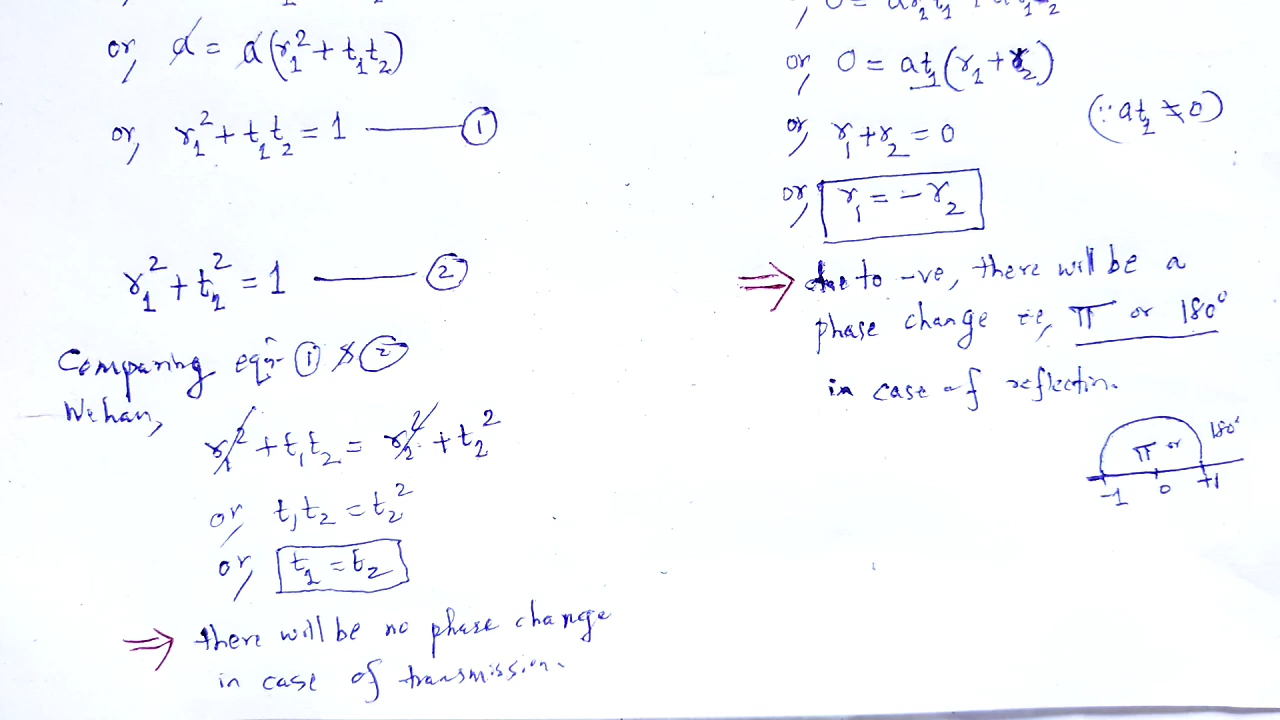 or, a = a(r₁² + t₁t₂)
or, r₁² + t₁t₂ = 1 ——— ①
r₁² + t₂² = 1 ——— ②
Comparing eqn ① & ②
We han,
r₁² + t₁t₂ = r₂² + t₂²
or, t₁t₂ = t₂²
or, t₁ = t₂
⇒ there will be no phase change
in case of transmission.
or, 0 = at₁(r₁ + r₂)
or, r₁ + r₂ = 0 (∵ at₂ ≠ 0)
or, r₁ = -r₂
⇒ due to -ve, there will be a
phase change ie, π or 180°
in case of reflectin.
π or 180°
-1 0 +1